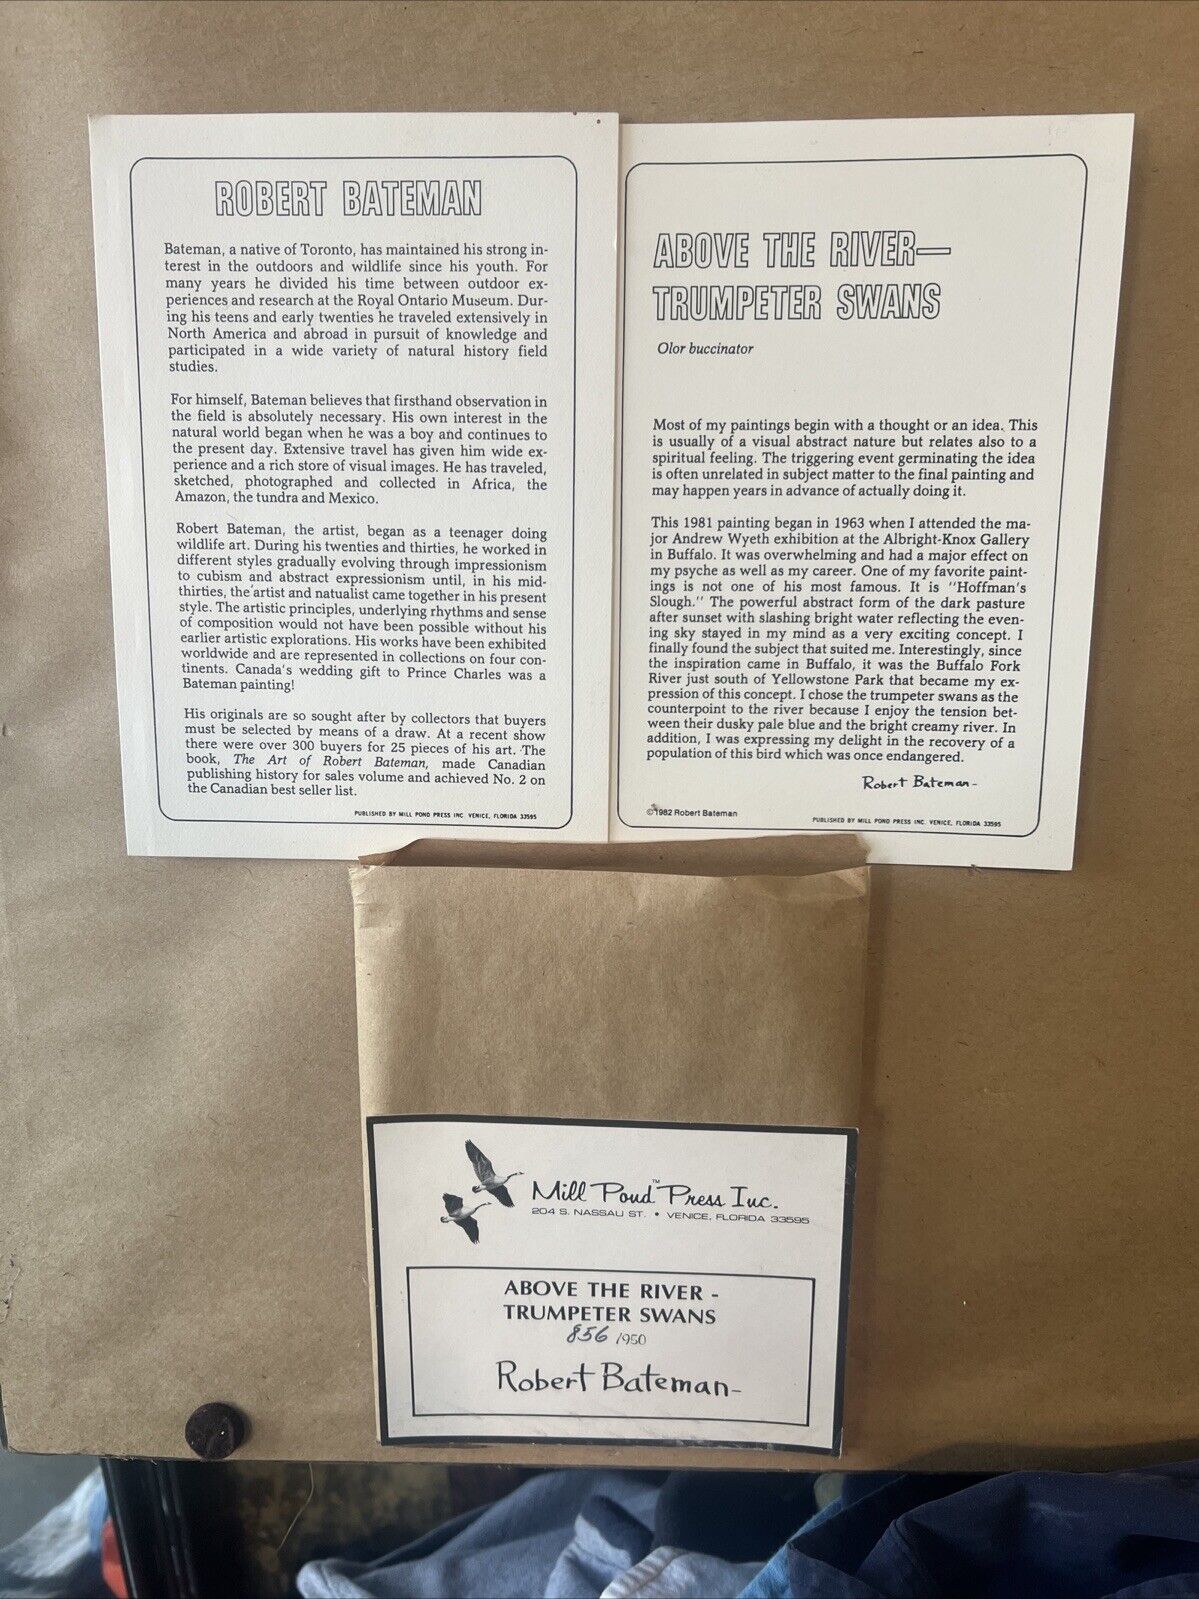 ROBERT BATEMAN
Bateman, a native of Toronto, has maintained his strong in-
terest in the outdoors and wildlife since his youth. For
many years he divided his time between outdoor ex-
periences and research at the Royal Ontario Museum. Dur-
ing his teens and early twenties he traveled extensively in
North America and abroad in pursuit of knowledge and
participated in a wide variety of natural history field
studies.
For himself, Bateman believes that firsthand observation in
the field is absolutely necessary. His own interest in the
natural world began when he was a boy and continues to
the present day. Extensive travel has given him wide ex-
perience and a rich store of visual images. He has traveled,
sketched, photographed and collected in Africa, the
Amazon, the tundra and Mexico.
Robert Bateman, the artist, began as a teenager doing
wildlife art. During his twenties and thirties, he worked in
different styles gradually evolving through impressionism
to cubism and abstract expressionism until, in his mid-
thirties, the artist and natualist came together in his present
style. The artistic principles, underlying rhythms and sense
of composition would not have been possible without his
earlier artistic explorations. His works have been exhibited
worldwide and are represented in collections on four con-
tinents. Canada's wedding gift to Prince Charles was a
Bateman painting!
His originals are so sought after by collectors that buyers
must be selected by means of a draw. At a recent show
there were over 300 buyers for 25 pieces of his art. The
book, The Art of Robert Bateman, made Canadian
publishing history for sales volume and achieved No. 2 on
the Canadian best seller list.
PUBLISHED BY MILL POND PRESS INC. VENICE, FLORIDA 33595
ABOVE THE RIVER—
TRUMPETER SWANS
Olor buccinator
Most of my paintings begin with a thought or an idea. This
is usually of a visual abstract nature but relates also to a
spiritual feeling. The triggering event germinating the idea
is often unrelated in subject matter to the final painting and
may happen years in advance of actually doing it.
This 1981 painting began in 1963 when I attended the ma-
jor Andrew Wyeth exhibition at the Albright-Knox Gallery
in Buffalo. It was overwhelming and had a major effect on
my psyche as well as my career. One of my favorite paint-
ings is not one of his most famous. It is "Hoffman's
Slough." The powerful abstract form of the dark pasture
after sunset with slashing bright water reflecting the even-
ing sky stayed in my mind as a very exciting concept. I
finally found the subject that suited me. Interestingly, since
the inspiration came in Buffalo, it was the Buffalo Fork
River just south of Yellowstone Park that became my ex-
pression of this concept. I chose the trumpeter swans as the
counterpoint to the river because I enjoy the tension bet-
ween their dusky pale blue and the bright creamy river. In
addition, I was expressing my delight in the recovery of a
population of this bird which was once endangered.
Robert Bateman-
©1982 Robert Bateman
PUBLISHED BY MILL POND PRESS INC. VENICE, FLORIDA 33595
Mill Pond™ Press Inc.
204 S. NASSAU ST. • VENICE, FLORIDA 33595
ABOVE THE RIVER -
TRUMPETER SWANS
856 /950
Robert Bateman-